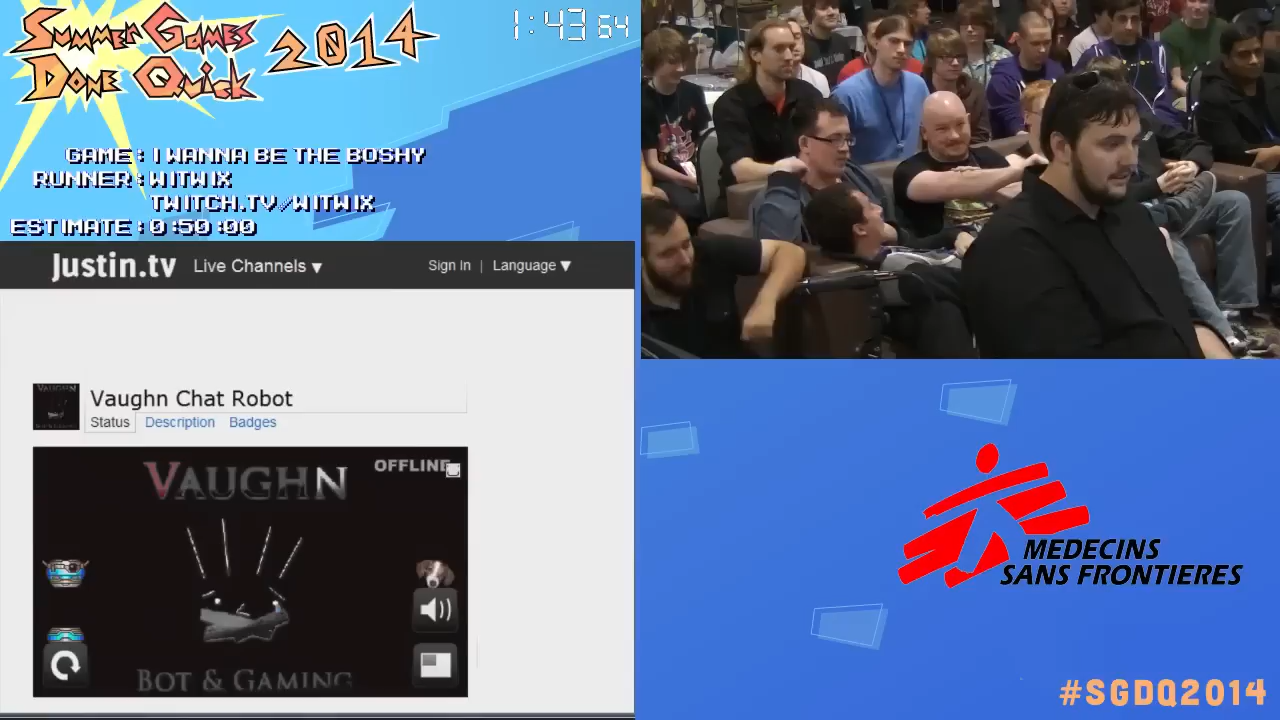 SUMMER GAMES
DONE QUICK
2014
1:43 64
GAME: I WANNA BE THE BOSHY
RUNNER: WITWIX
TWITCH.TV/WITWIX
ESTIMATE: 0:50:00
Justin.tv
Live Channels ▼
Sign In | Language ▼
VAUGHN
Vaughn Chat Robot
Status Description Badges
VAUGHN
OFFLINE
BOT & GAMING
MEDECINS
SANS FRONTIERES
#SGDQ2014